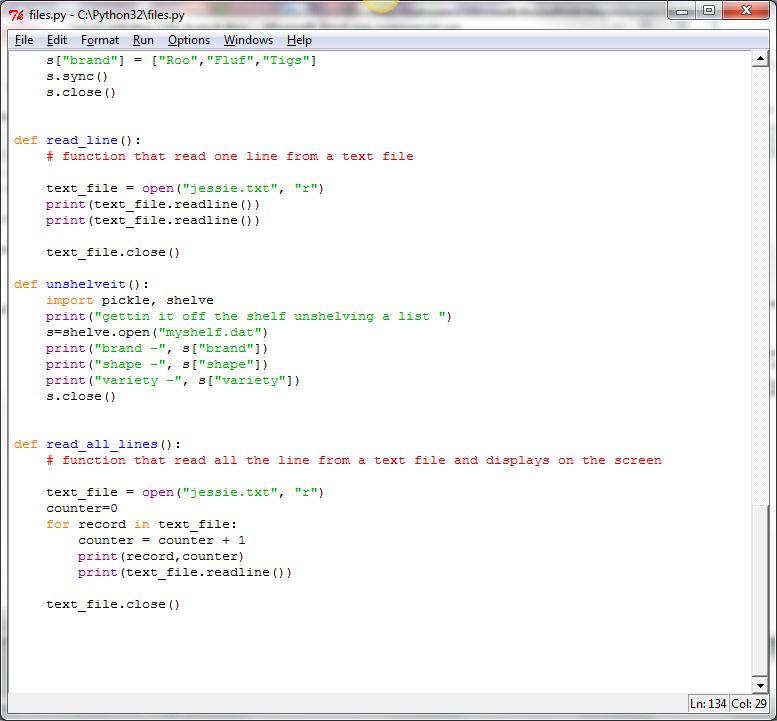 files.py - C:\Python32\files.py
File Edit Format Run Options Windows Help
    s["brand"] = ["Roo","Fluf","Tigs"]
    s.sync()
    s.close()
def read_line():
    # function that read one line from a text file
    text_file = open("jessie.txt", "r")
    print(text_file.readline())
    print(text_file.readline())
    text_file.close()
def unshelveit():
    import pickle, shelve
    print("gettin it off the shelf unshelving a list ")
    s=shelve.open("myshelf.dat")
    print("brand -", s["brand"])
    print("shape -", s["shape"])
    print("variety -", s["variety"])
    s.close()
def read_all_lines():
    # function that read all the line from a text file and displays on the screen
    text_file = open("jessie.txt", "r")
    counter=0
    for record in text_file:
        counter = counter + 1
        print(record,counter)
        print(text_file.readline())
    text_file.close()
Ln: 134 Col: 29